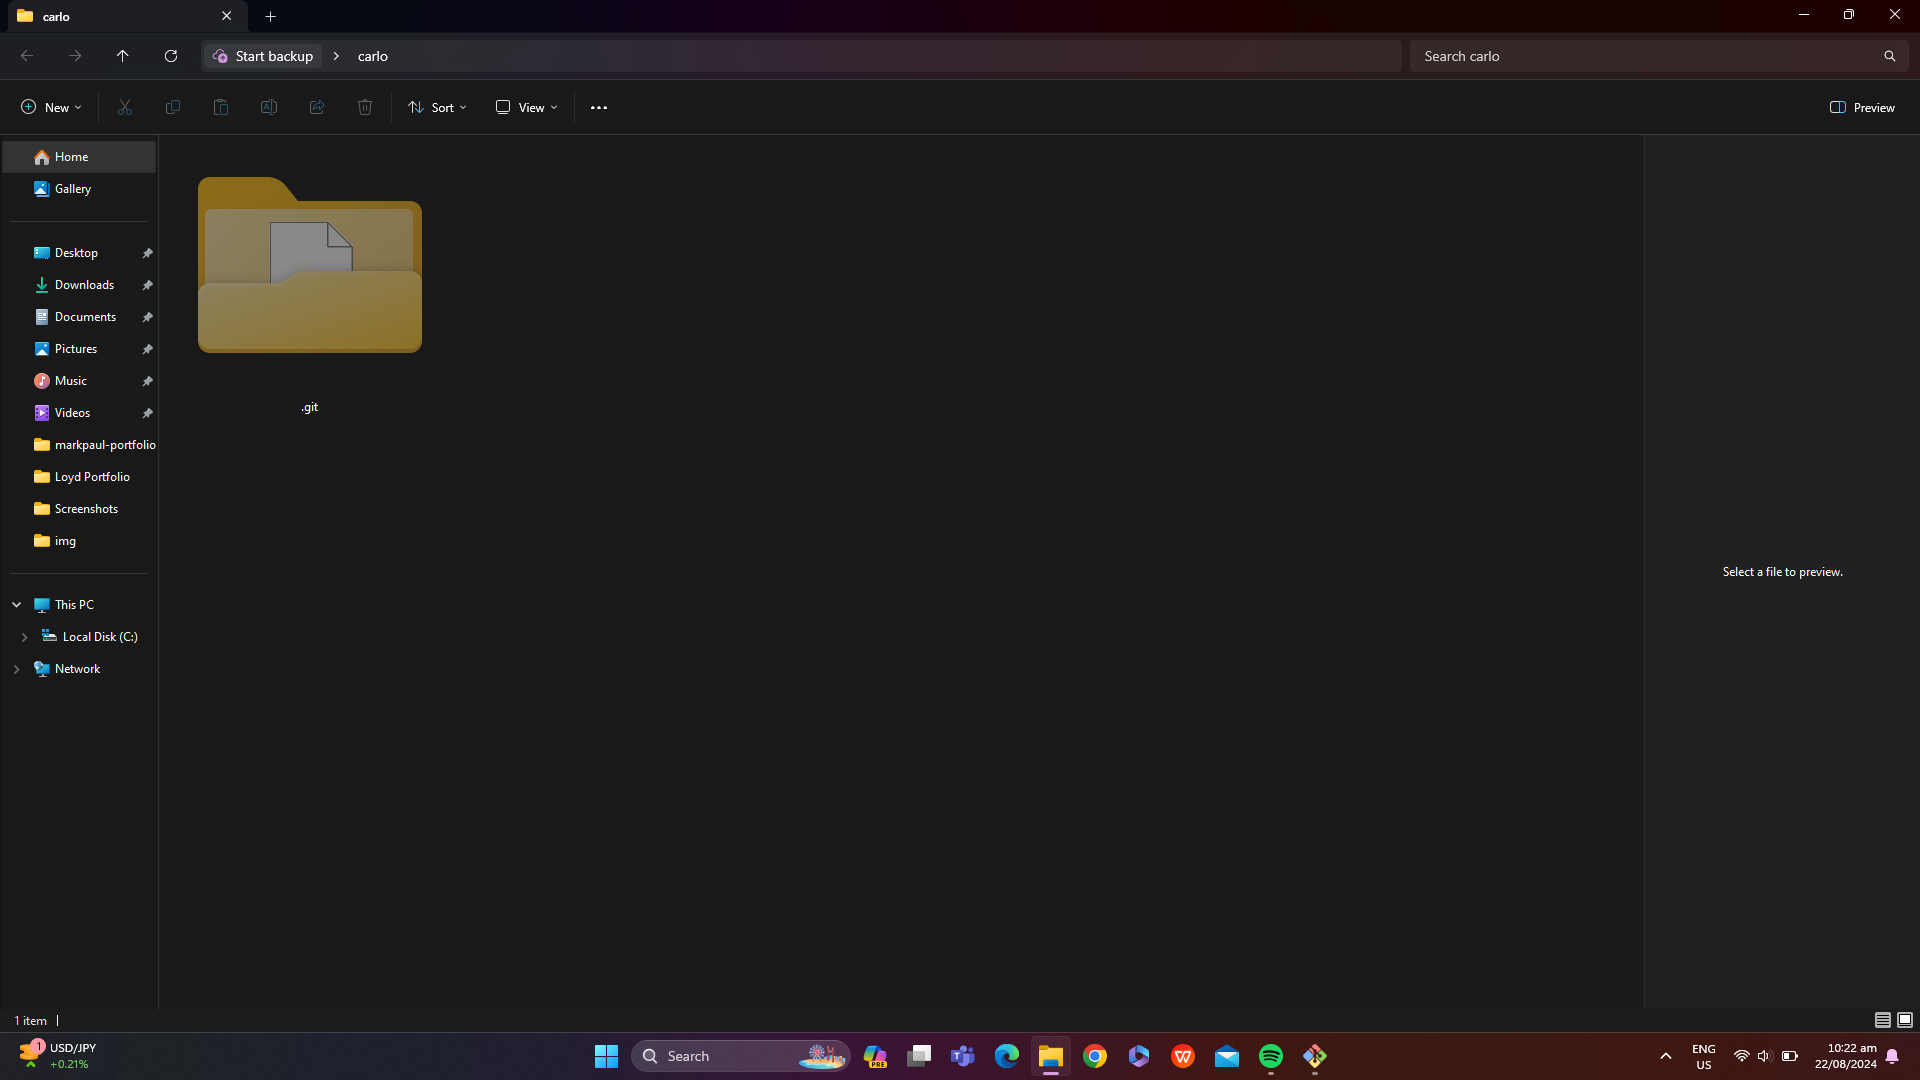 carlo
Start backup
carlo
Search carlo
New
Sort
View
Preview
Home
Gallery
Desktop
Downloads
Documents
Pictures
Music
Videos
markpaul-portfolio
Loyd Portfolio
Screenshots
img
This PC
Local Disk (C:)
Network
.git
Select a file to preview.
1 item
1
USD/JPY
+0.21%
Search
PRE
ENG
US
10:22 am
22/08/2024